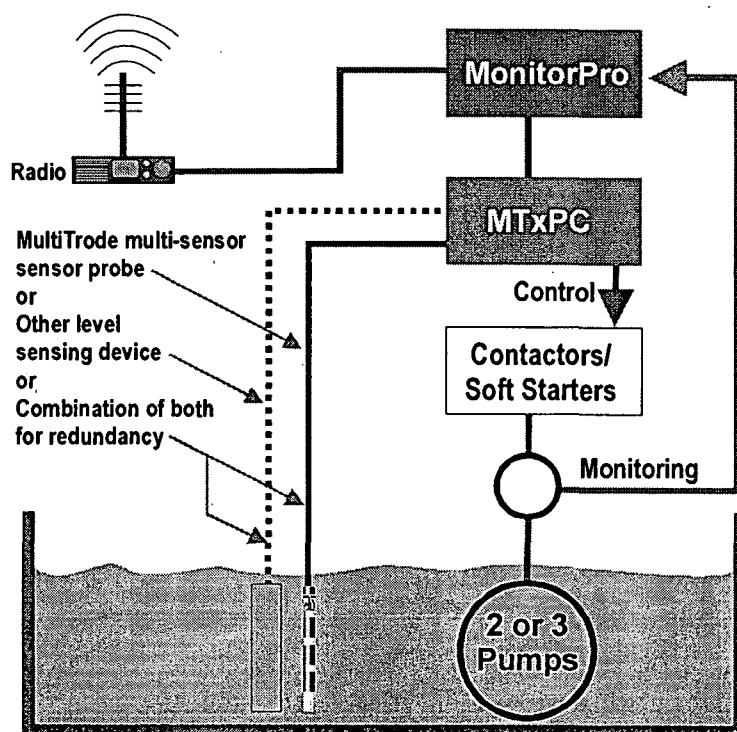 MonitorPro
Radio
MTxPC
MultiTrode multi-sensor
sensor probe
or
Other level
sensing device
or
Combination of both
for redundancy
Control
Contactors/
Soft Starters
Monitoring
2 or 3
Pumps